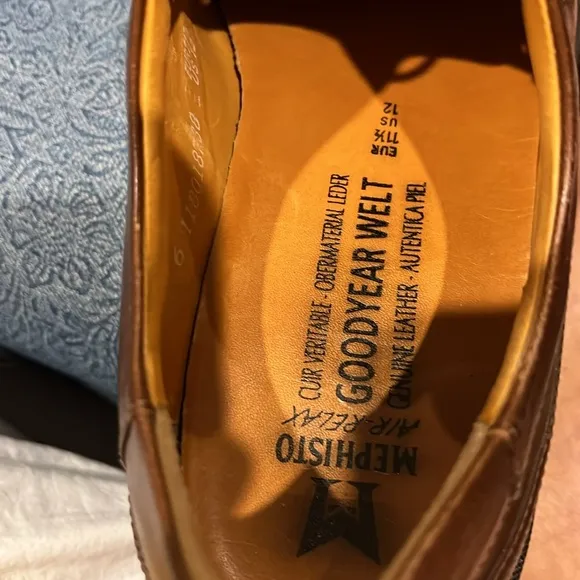 MEPHISTO
AIR-RELAX
CUIR VERITABLE - OBERMATERIAL LEDER
GOODYEAR WELT
GENUINE LEATHER - AUTENTICA PIEL
EUR 11½
US 12